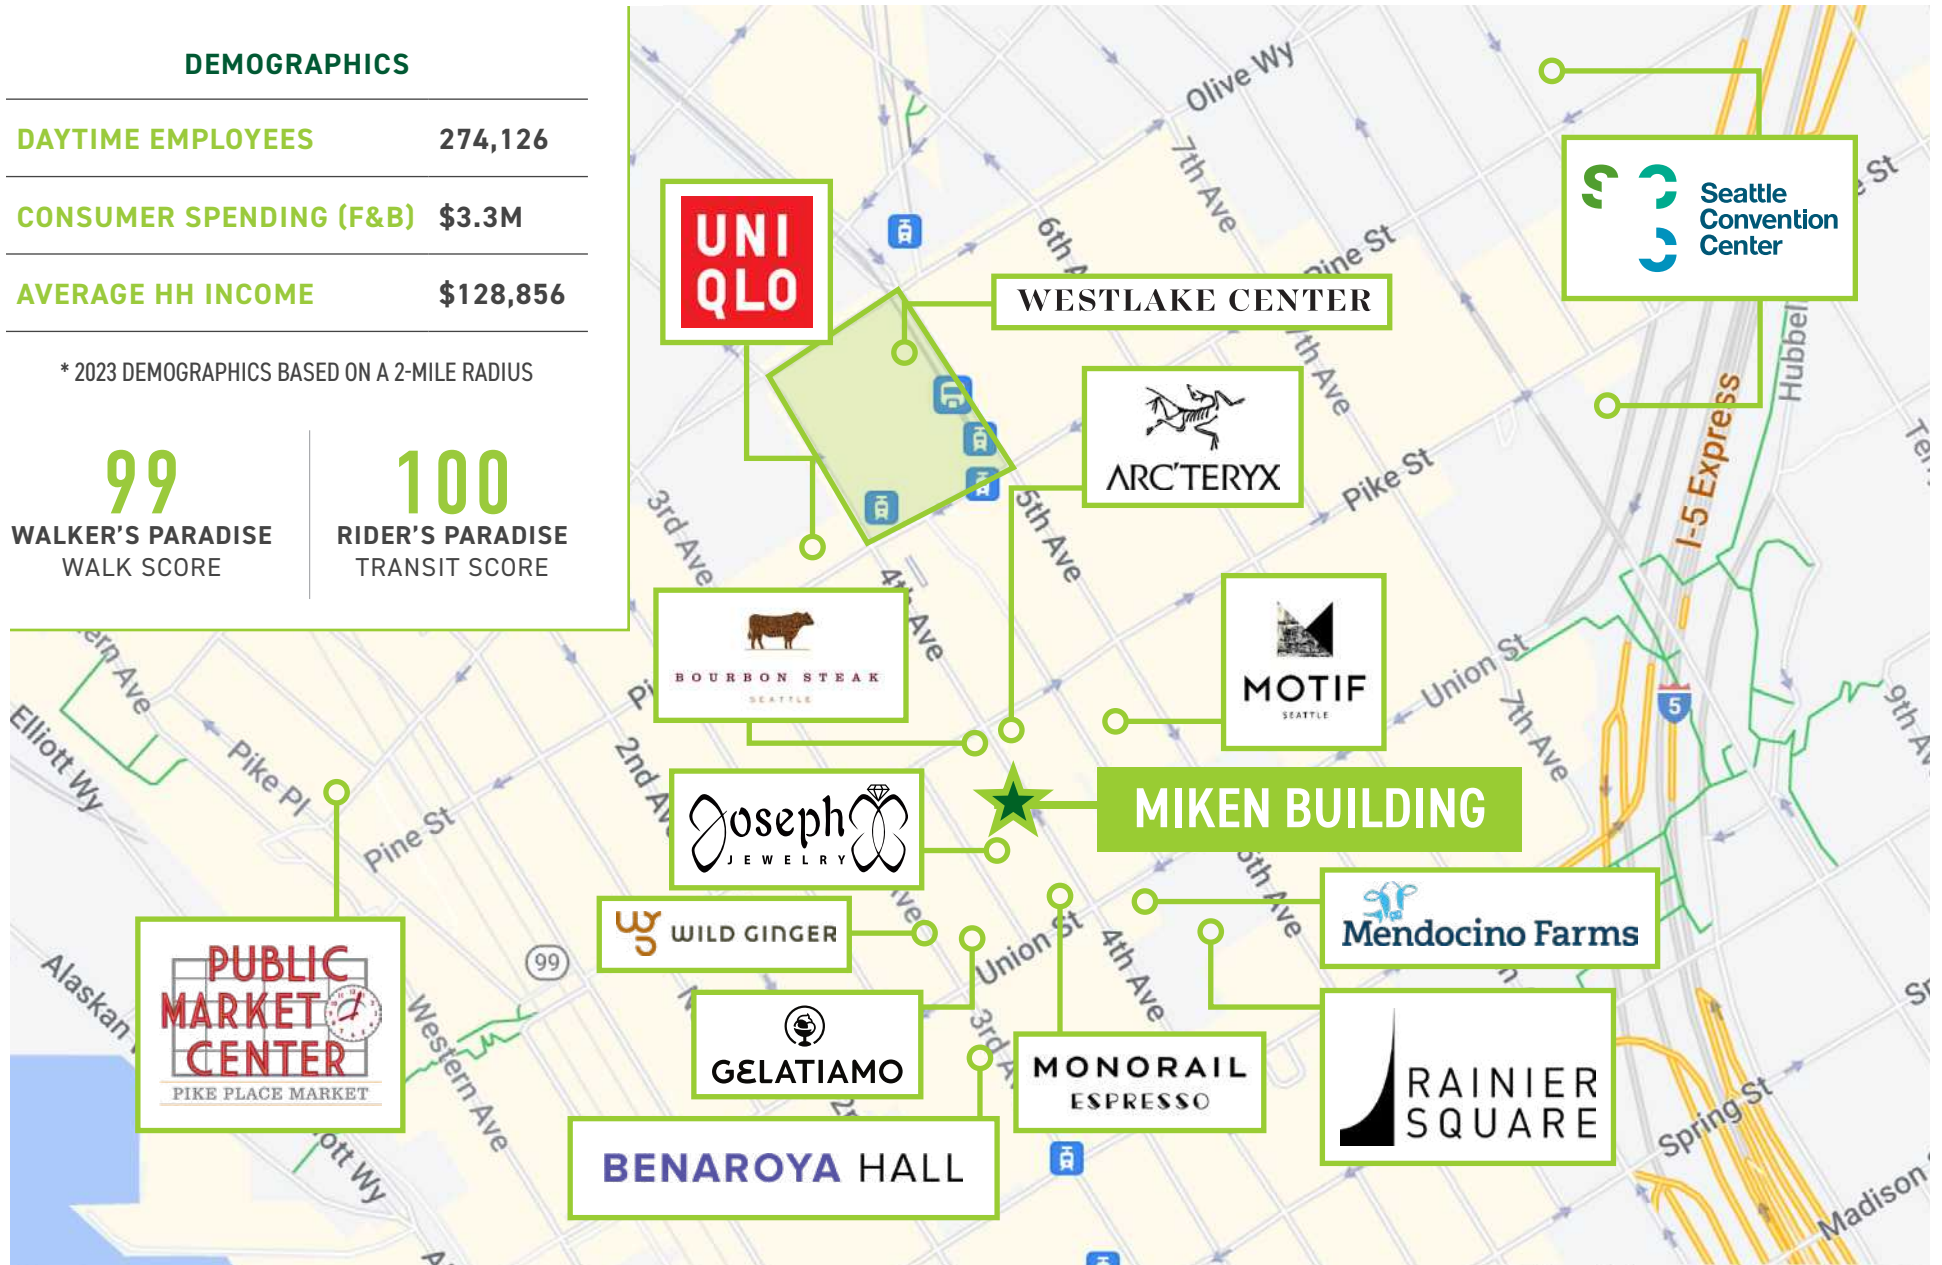 DEMOGRAPHICS
DAYTIME EMPLOYEES 274,126
CONSUMER SPENDING (F&B) $3.3M
AVERAGE HH INCOME $128,856
* 2023 DEMOGRAPHICS BASED ON A 2-MILE RADIUS
99
WALKER'S PARADISE
WALK SCORE
100
RIDER'S PARADISE
TRANSIT SCORE
Olive Wy
7th Ave
St
Seattle
Convention
Center
UNI
QLO
6th
Pine St
WESTLAKE CENTER
7th Ave
Hubbel
ARC'TERYX
I-5 Express
Pike St
3rd Ave
5th Ave
4th Ave
BOURBON STEAK
SEATTLE
MOTIF
SEATTLE
Union St
5
7th Ave
9th
Elliott Wy
Pike Pl
2nd
Pine St
JOSEPH
JEWELRY
MIKEN BUILDING
Mendocino Farms
WILD GINGER
Union St
4th Ave
99
Alaskan
PUBLIC
MARKET
CENTER
PIKE PLACE MARKET
Western Ave
GELATIAMO
3rd
MONORAIL
ESPRESSO
RAINIER
SQUARE
Spring St
BENAROYA HALL
Madison